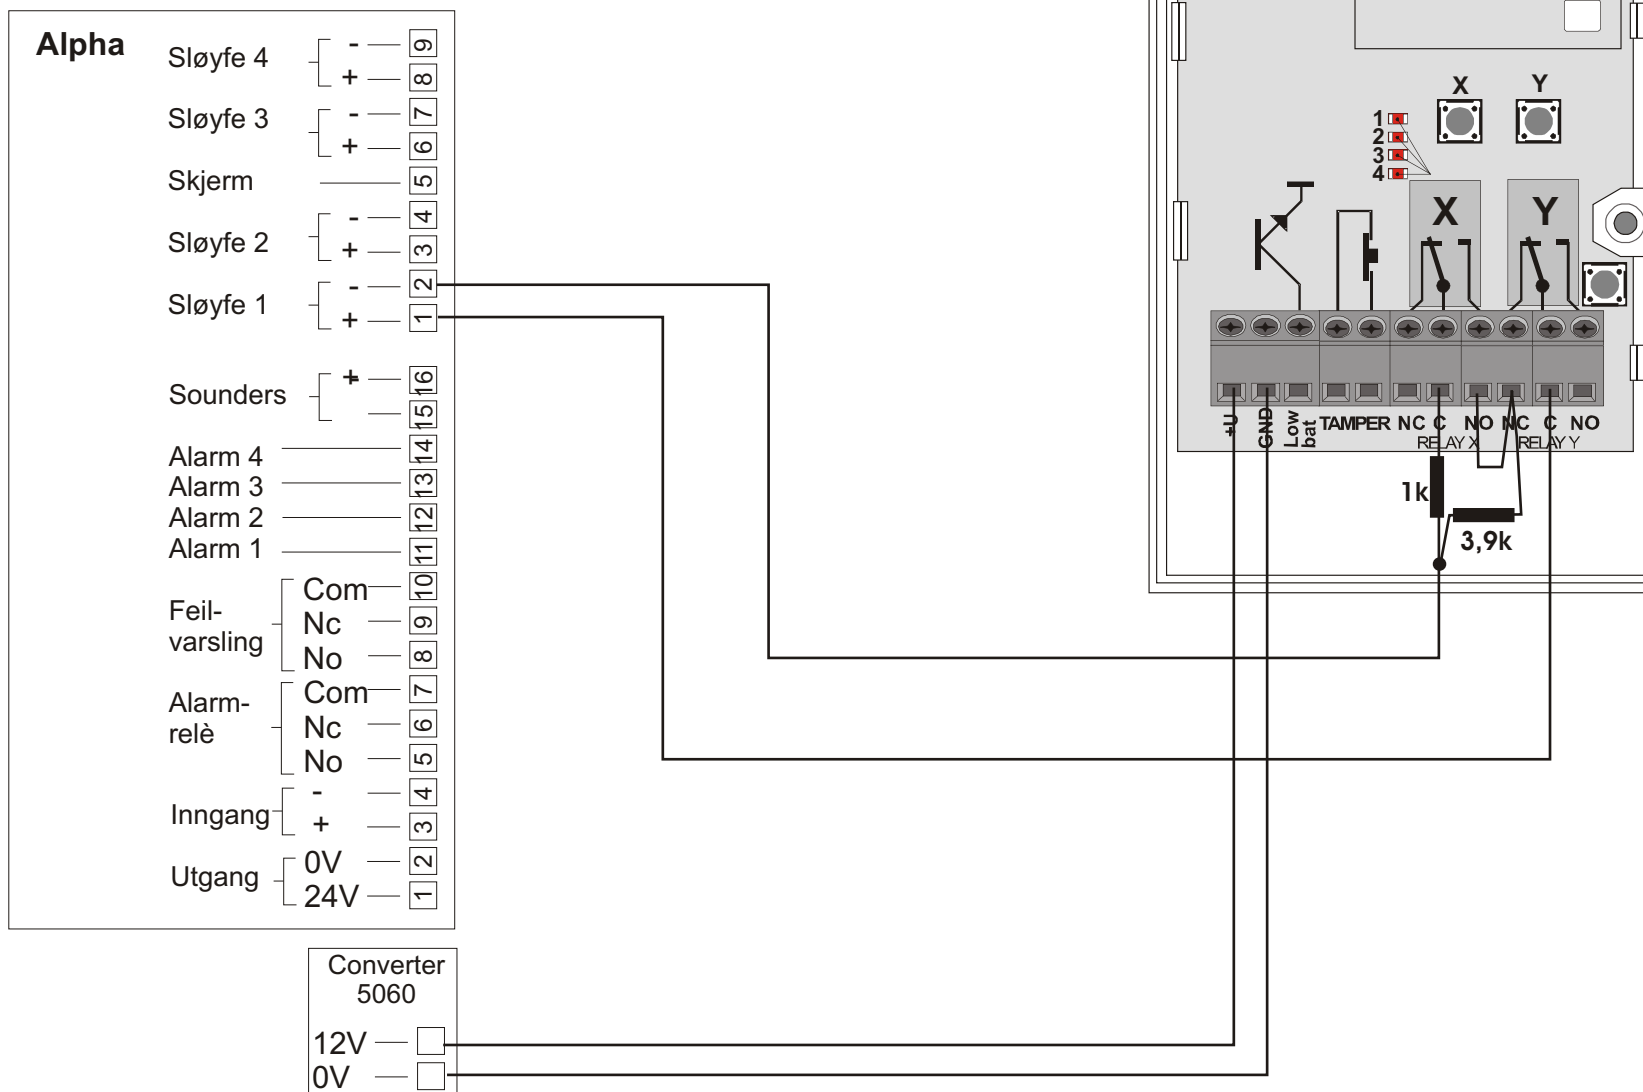 Alpha
Sløyfe 4 - 9
+ 8
Sløyfe 3 - 7
+ 6
Skjerm 5
Sløyfe 2 - 4
+ 3
Sløyfe 1 - 2
+ 1
Sounders + 16
15
Alarm 4 14
Alarm 3 13
Alarm 2 12
Alarm 1 11
Feil-
varsling
Com 10
Nc 9
No 8
Alarm-
relè
Com 7
Nc 6
No 5
Inngang - 4
+ 3
Utgang 0V 2
24V 1
Converter
5060
12V
0V
X Y
1
2
3
4
X Y
+U GND Low
bat
TAMPER NC C NO NC C NO
RELAY X RELAY Y
1k
3,9k